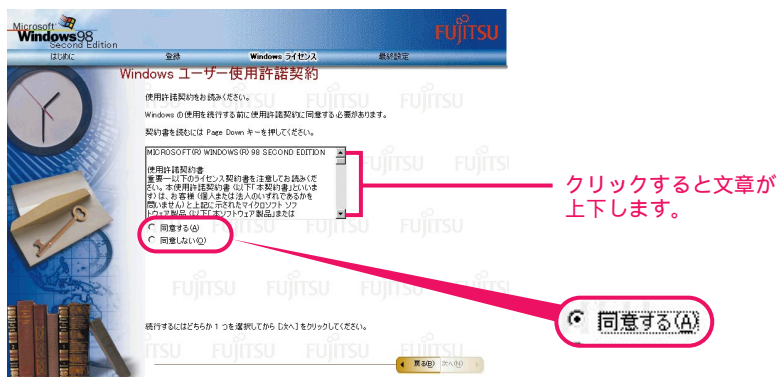 Microsoft
Windows98
Second Edition
FUJITSU
はじめに 登録 Windows ライセンス 最終設定
Windows ユーザー使用許諾契約
使用許諾契約をお読みください。
Windows の使用を続行する前に使用許諾契約に同意する必要があります。
契約書を読むには Page Down キーを押してください。
MICROSOFT(R) WINDOWS(R) 98 SECOND EDITION
使用許諾契約書
重要－以下のライセンス契約書を注意してお読みくだ
さい。本使用許諾契約書（以下「本契約書」といいま
す）は、お客様（個人または法人のいずれであるかを
問いません）と上記に示されたマイクロソフト ソフ
トウェア製品（以下「本ソフトウェア製品」または
クリックすると文章が
上下します。
同意する(A)
同意しない(O)
同意する(A)
続行するにはどちらか 1 つを選択してから [次へ] をクリックしてください。
戻る(B) 次へ(N)